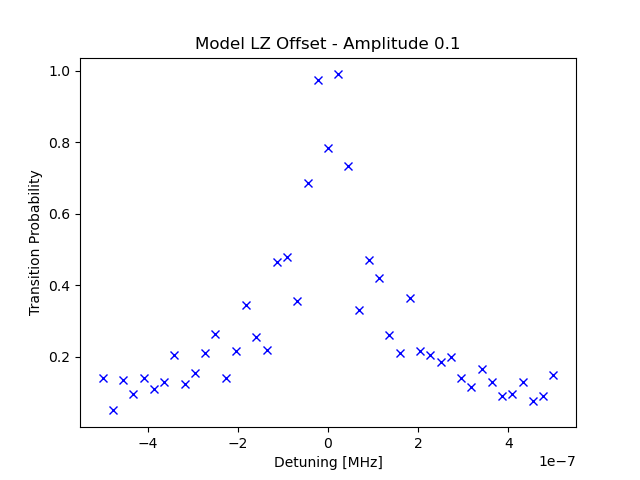 Model LZ Offset - Amplitude 0.1
1.0
0.8
0.6
0.4
0.2
Transition Probability
−4 −2 0 2 4
1e−7
Detuning [MHz]